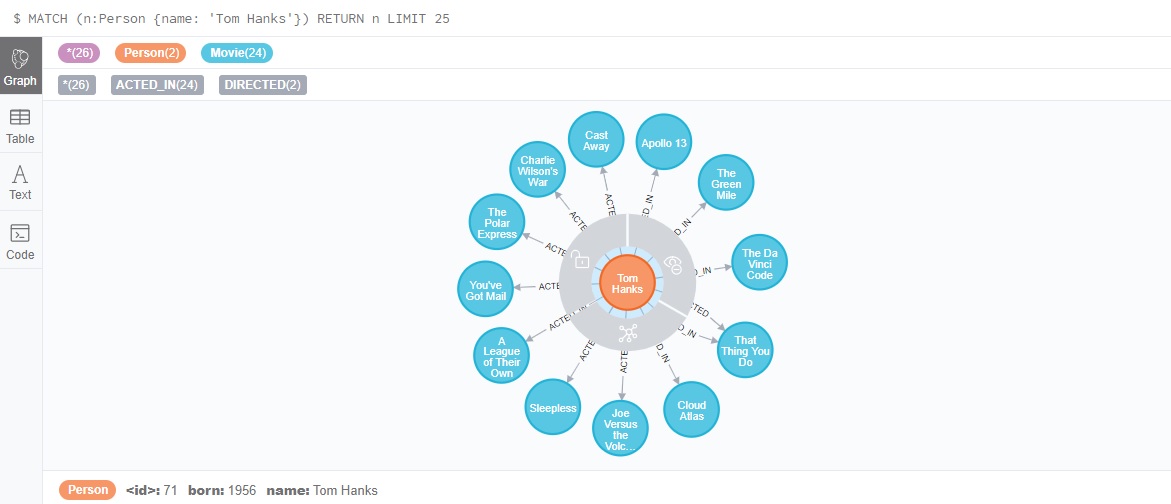 $ MATCH (n:Person {name: 'Tom Hanks'}) RETURN n LIMIT 25
*(26) Person(2) Movie(24)
*(26) ACTED_IN(24) DIRECTED(2)
Graph
Table
Text
Code
Cast
Away
Apollo 13
Charlie
Wilson's
War
The
Green
Mile
The
Polar
Express
The Da
Vinci
Code
You've
Got Mail
Tom
Hanks
That
Thing You
Do
A
League
of Their
Own
Sleepless
Joe
Versus
the
Volc...
Cloud
Atlas
ACTE
D_IN
ACTE
D_IN
ACTE
D_IN
ACTE
TED
ACTED_IN
D_IN
ACTE
ACTE
D_IN
Person <id>: 71 born: 1956 name: Tom Hanks